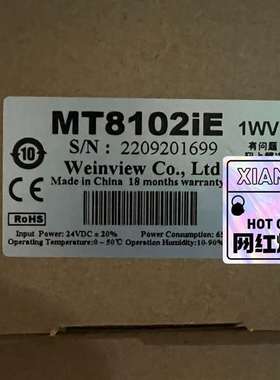 MT8102iE 1WV
S/N : 2209201699
有问题
Weinview Co., Ltd
Made in China 18 months warranty
10
RoHS
Input Power: 24VDC ± 20% Power Consumption:
Operating Temperature: 0~50℃ Operation Humidity: 10-90%
XIAN
HOT
网红